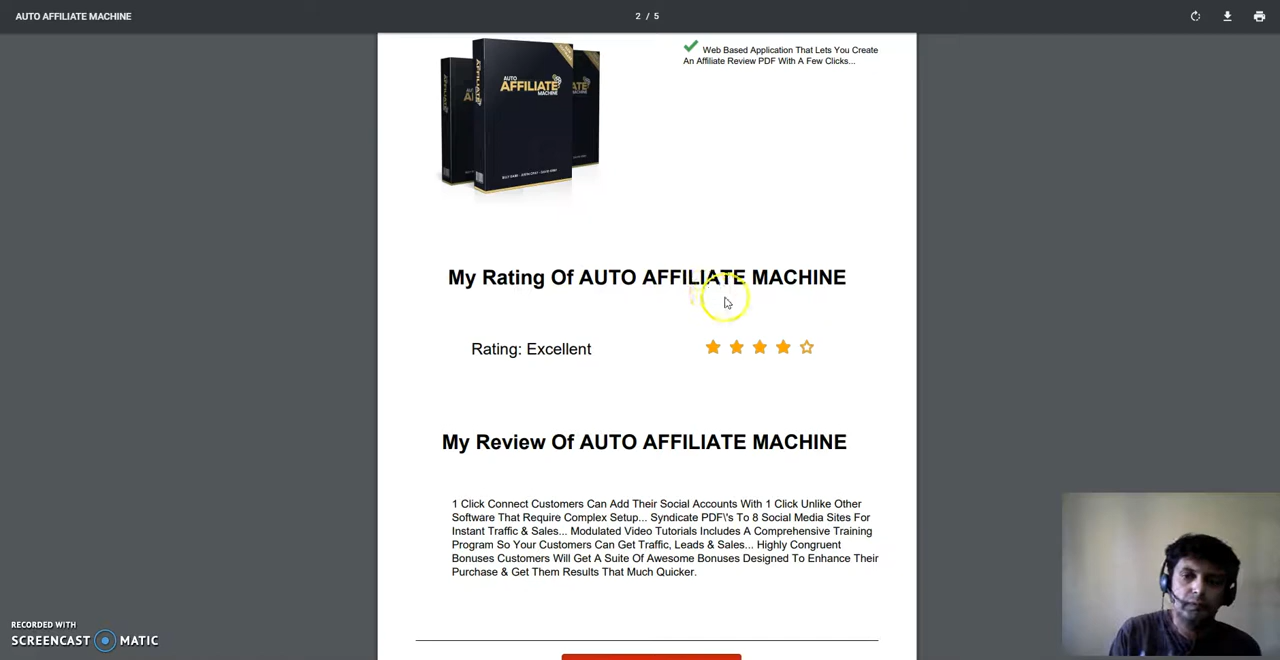 AUTO AFFILIATE MACHINE
2 / 5
Web Based Application That Lets You Create
An Affiliate Review PDF With A Few Clicks...
AUTO
AFFILIATE
MACHINE
My Rating Of AUTO AFFILIATE MACHINE
Rating: Excellent
My Review Of AUTO AFFILIATE MACHINE
1 Click Connect Customers Can Add Their Social Accounts With 1 Click Unlike Other
Software That Require Complex Setup... Syndicate PDF\'s To 8 Social Media Sites For
Instant Traffic & Sales... Modulated Video Tutorials Includes A Comprehensive Training
Program So Your Customers Can Get Traffic, Leads & Sales... Highly Congruent
Bonuses Customers Will Get A Suite Of Awesome Bonuses Designed To Enhance Their
Purchase & Get Them Results That Much Quicker.
RECORDED WITH
SCREENCAST MATIC